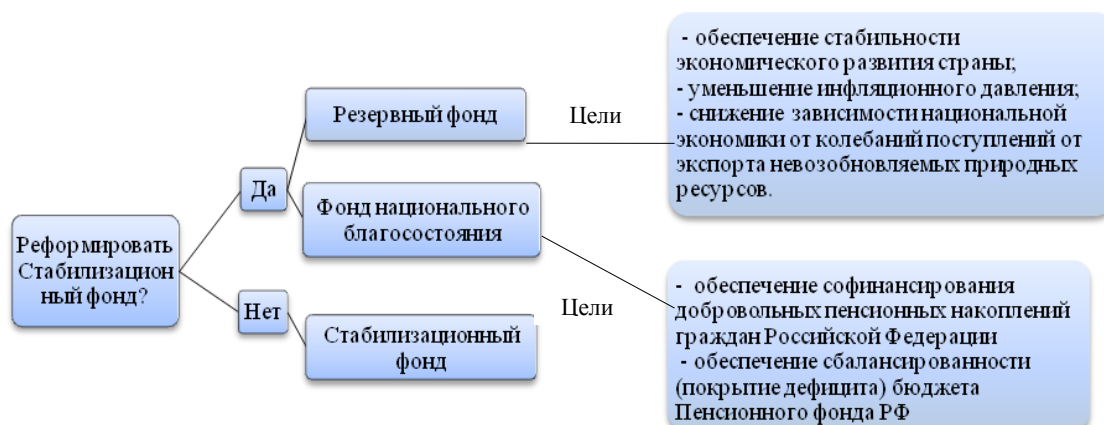 Реформировать
Стабилизацион
ный фонд?
Да
Нет
Резервный фонд
Фонд национального
благосостояния
Стабилизационный
фонд
Цели
- обеспечение стабильности
экономического развития страны;
- уменьшение инфляционного давления;
- снижение зависимости национальной
экономики от колебаний поступлений от
экспорта невозобновляемых природных
ресурсов.
Цели
- обеспечение софинансирования
добровольных пенсионных накоплений
граждан Российской Федерации
- обеспечение сбалансированности
(покрытие дефицита) бюджета
Пенсионного фонда РФ